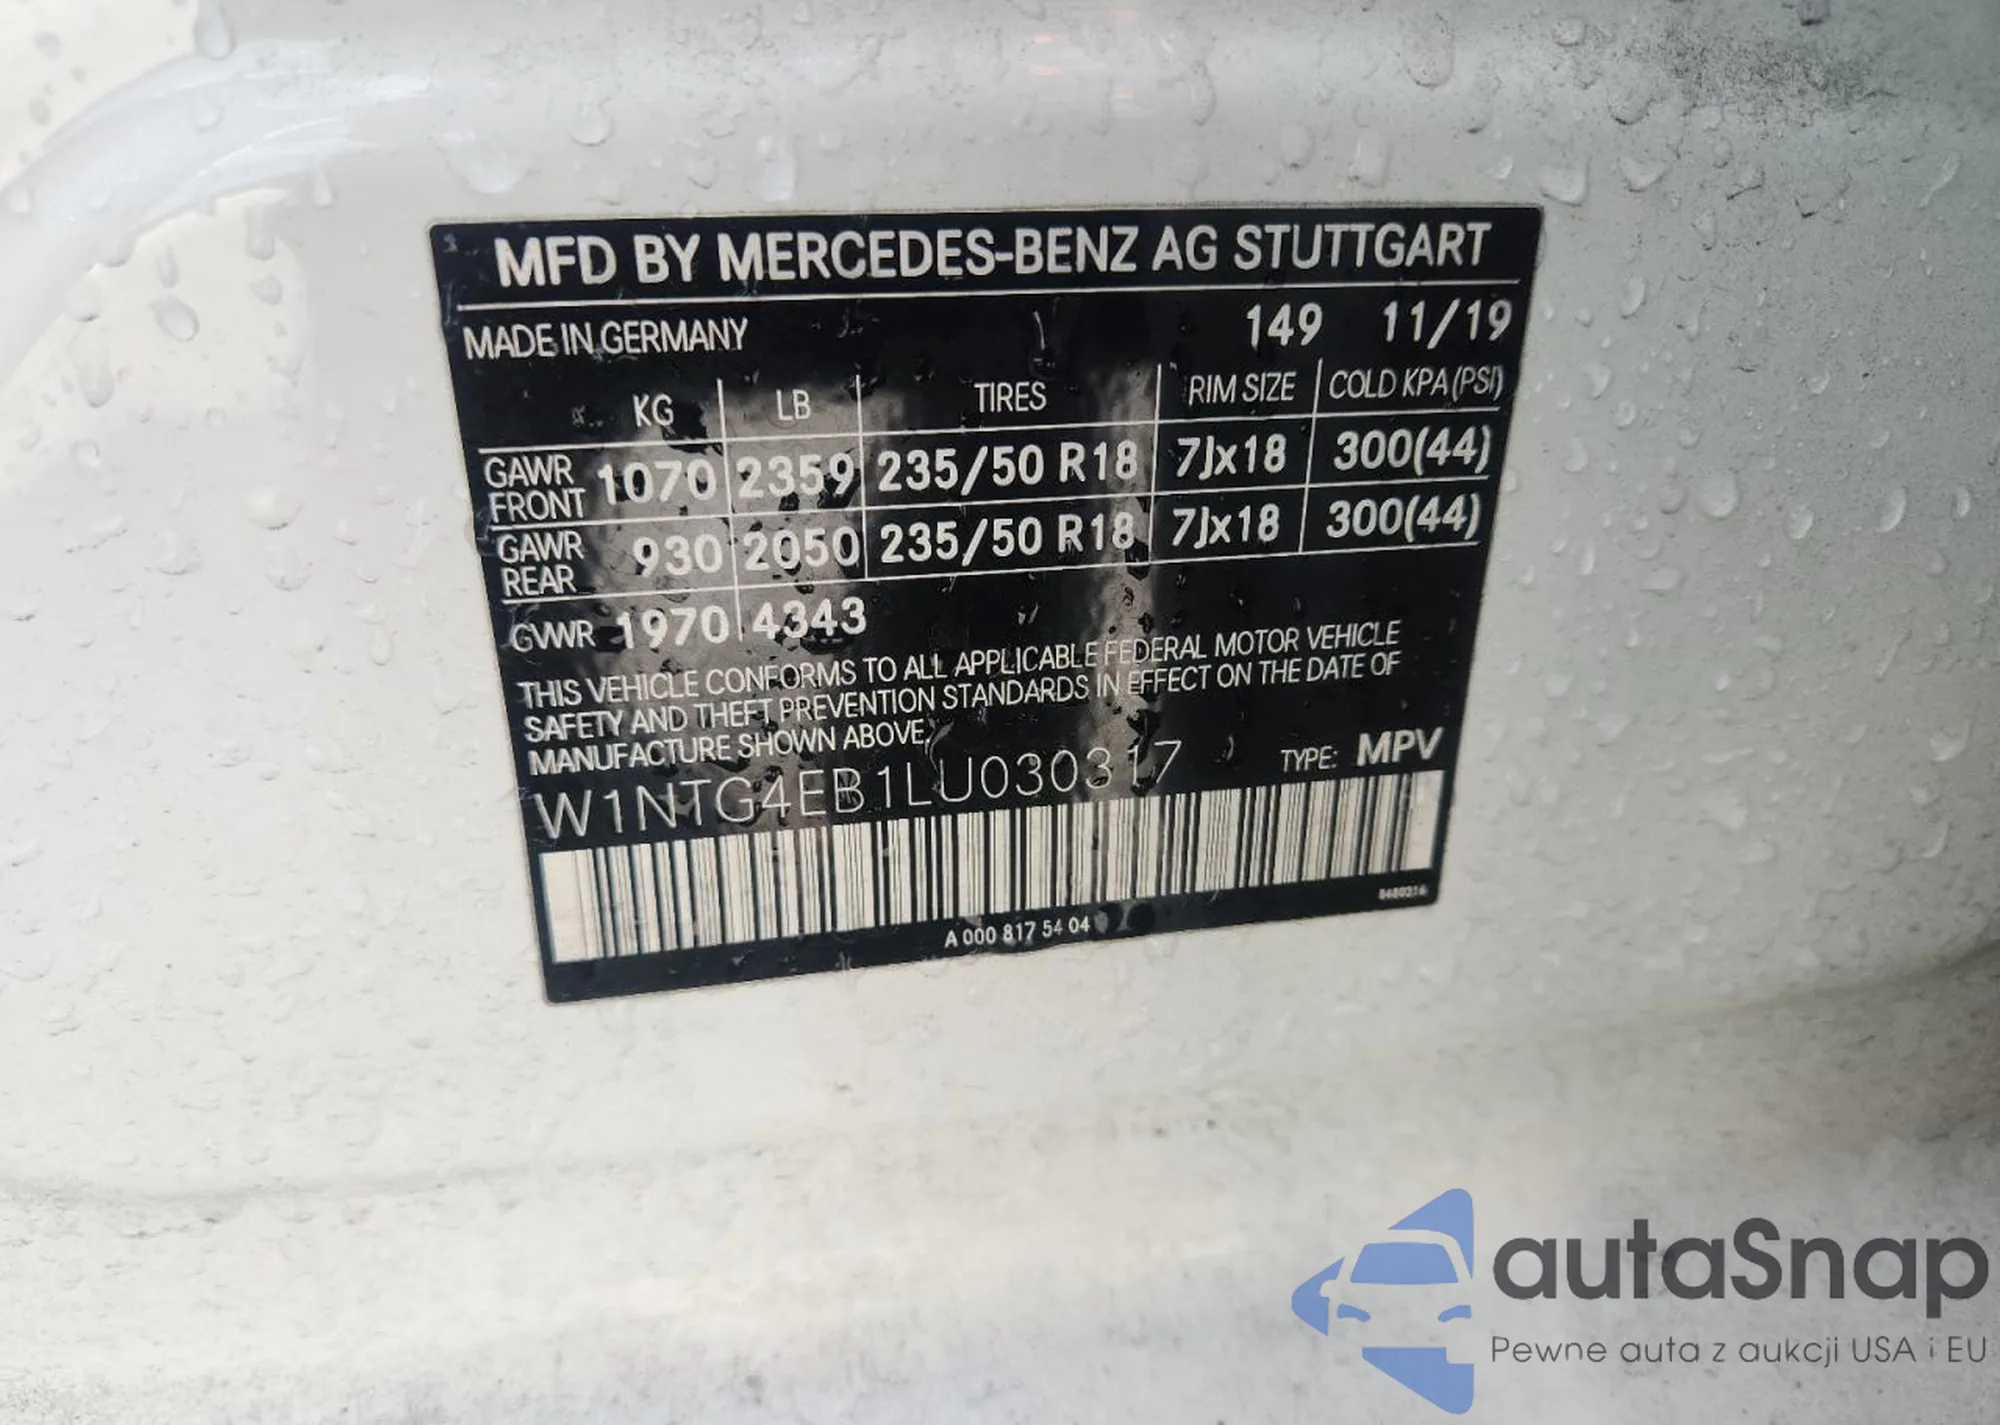 MFD BY MERCEDES-BENZ AG STUTTGART
MADE IN GERMANY 149 11/19
KG LB TIRES RIM SIZE COLD KPA(PSI)
GAWR FRONT 1070 2359 235/50 R18 7Jx18 300(44)
GAWR REAR 930 2050 235/50 R18 7Jx18 300(44)
GVWR 1970 4343
THIS VEHICLE CONFORMS TO ALL APPLICABLE FEDERAL MOTOR VEHICLE
SAFETY AND THEFT PREVENTION STANDARDS IN EFFECT ON THE DATE OF
MANUFACTURE SHOWN ABOVE.
W1NTG4EB1LU030317 TYPE: MPV
8480216
A 000 817 54 04
autaSnap
Pewne auta z aukcji USA i EU